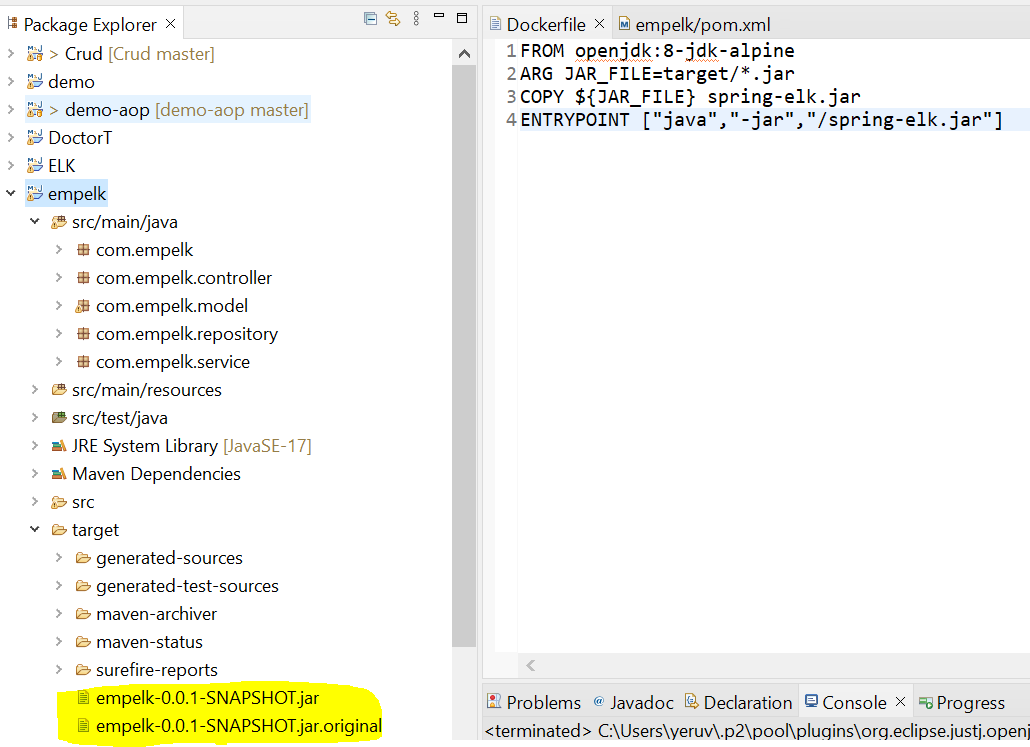 Package Explorer
> Crud [Crud master]
demo
> demo-aop [demo-aop master]
DoctorT
ELK
empelk
src/main/java
com.empelk
com.empelk.controller
com.empelk.model
com.empelk.repository
com.empelk.service
src/main/resources
src/test/java
JRE System Library [JavaSE-17]
Maven Dependencies
src
target
generated-sources
generated-test-sources
maven-archiver
maven-status
surefire-reports
empelk-0.0.1-SNAPSHOT.jar
empelk-0.0.1-SNAPSHOT.jar.original
Dockerfile empelk/pom.xml
1 FROM openjdk:8-jdk-alpine
2 ARG JAR_FILE=target/*.jar
3 COPY ${JAR_FILE} spring-elk.jar
4 ENTRYPOINT ["java","-jar","/spring-elk.jar"]
Problems @ Javadoc Declaration Console Progress
<terminated> C:\Users\yeruv\.p2\pool\plugins\org.eclipse.justj.openj